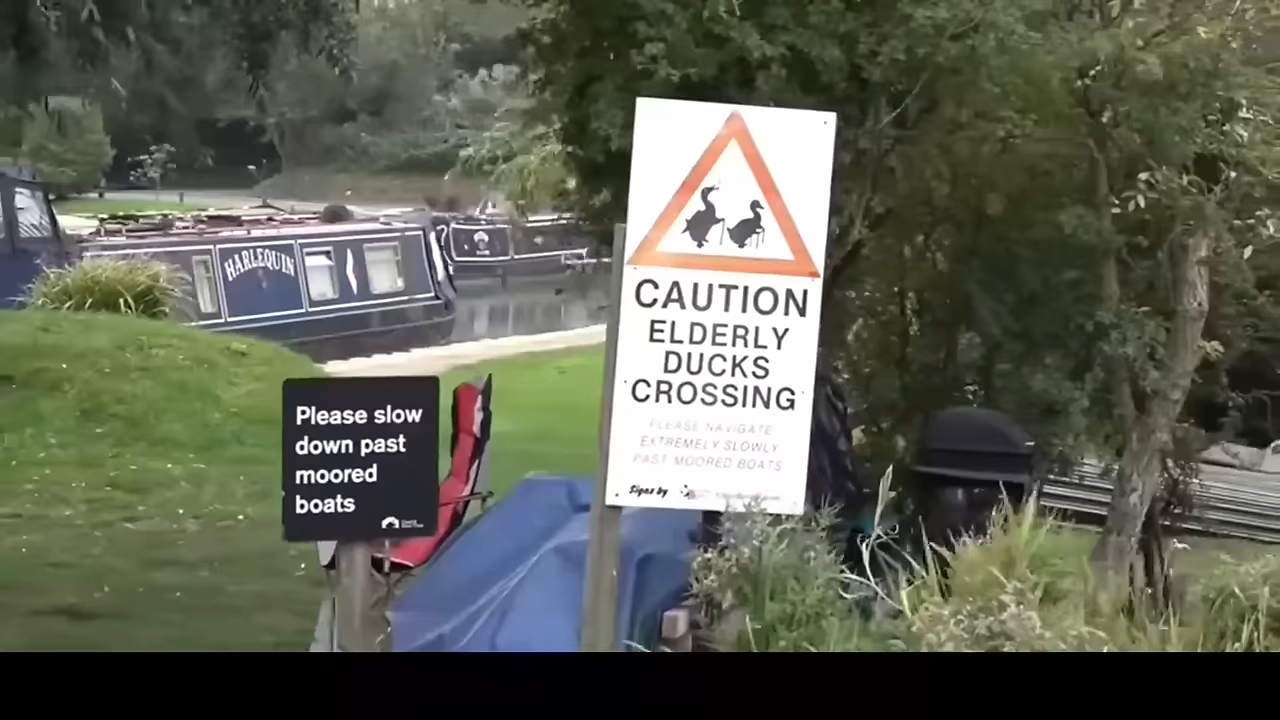 HARLEQUIN
CAUTION
ELDERLY
DUCKS
CROSSING
PLEASE NAVIGATE
EXTREMELY SLOWLY
PAST MOORED BOATS
Signs by
Please slow
down past
moored
boats